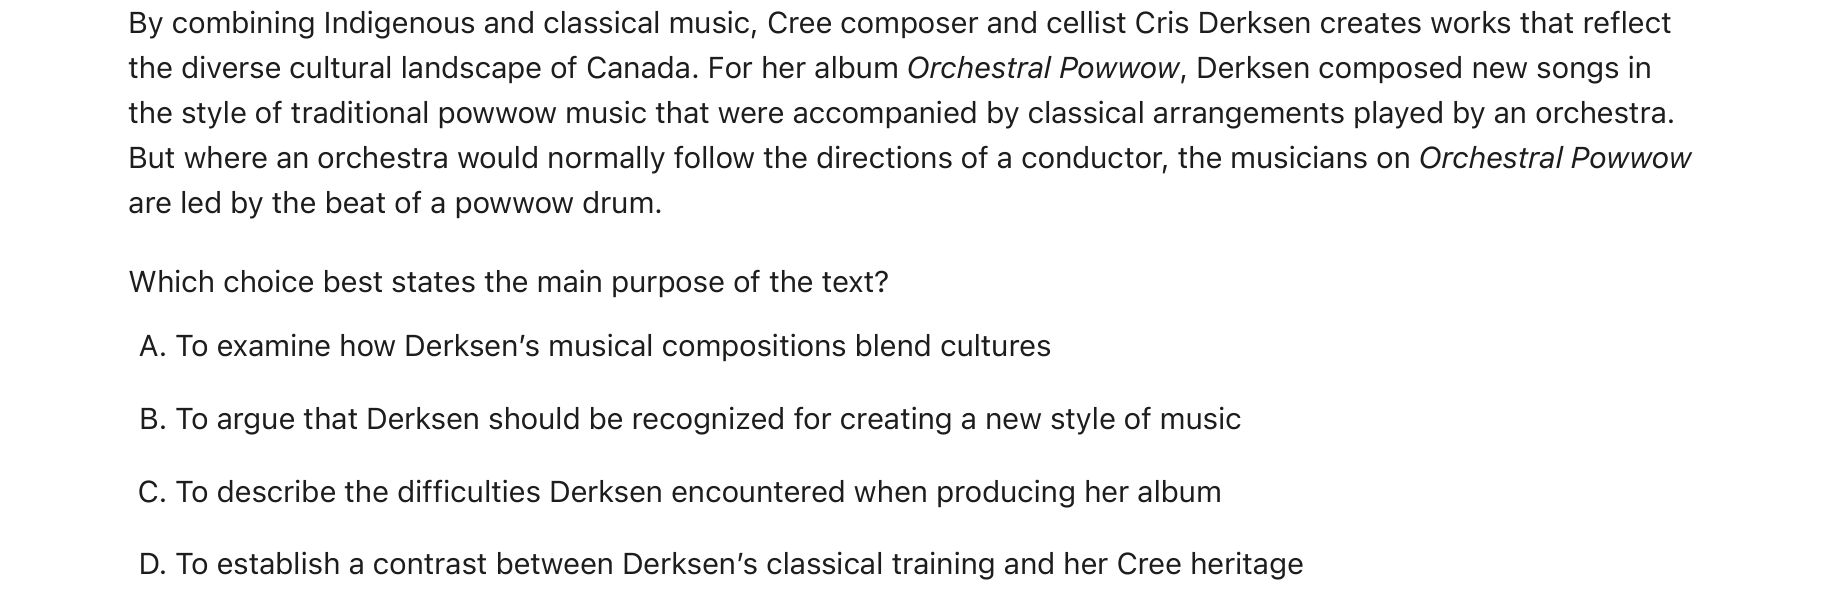 By combining Indigenous and classical music, Cree composer and cellist Cris Derksen creates works that reflect
the diverse cultural landscape of Canada. For her album Orchestral Powwow, Derksen composed new songs in
the style of traditional powwow music that were accompanied by classical arrangements played by an orchestra.
But where an orchestra would normally follow the directions of a conductor, the musicians on Orchestral Powwow
are led by the beat of a powwow drum.
Which choice best states the main purpose of the text?
A. To examine how Derksen’s musical compositions blend cultures
B. To argue that Derksen should be recognized for creating a new style of music
C. To describe the difficulties Derksen encountered when producing her album
D. To establish a contrast between Derksen’s classical training and her Cree heritage